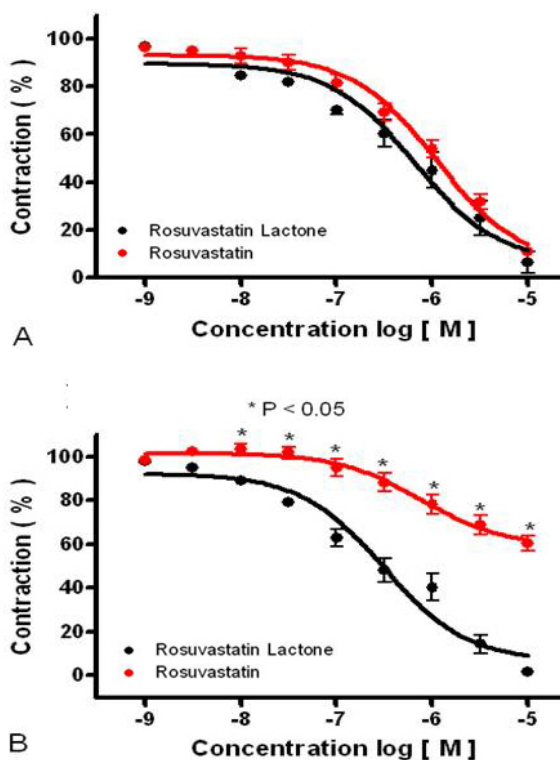 100
80
60
40
20
0
Contraction ( % )
Rosuvastatin Lactone
Rosuvastatin
-9 -8 -7 -6 -5
Concentration log [ M ]
A
* P < 0.05
100
80
60
40
20
0
Contraction ( % )
* * * * * * *
Rosuvastatin Lactone
Rosuvastatin
-9 -8 -7 -6 -5
Concentration log [ M ]
B